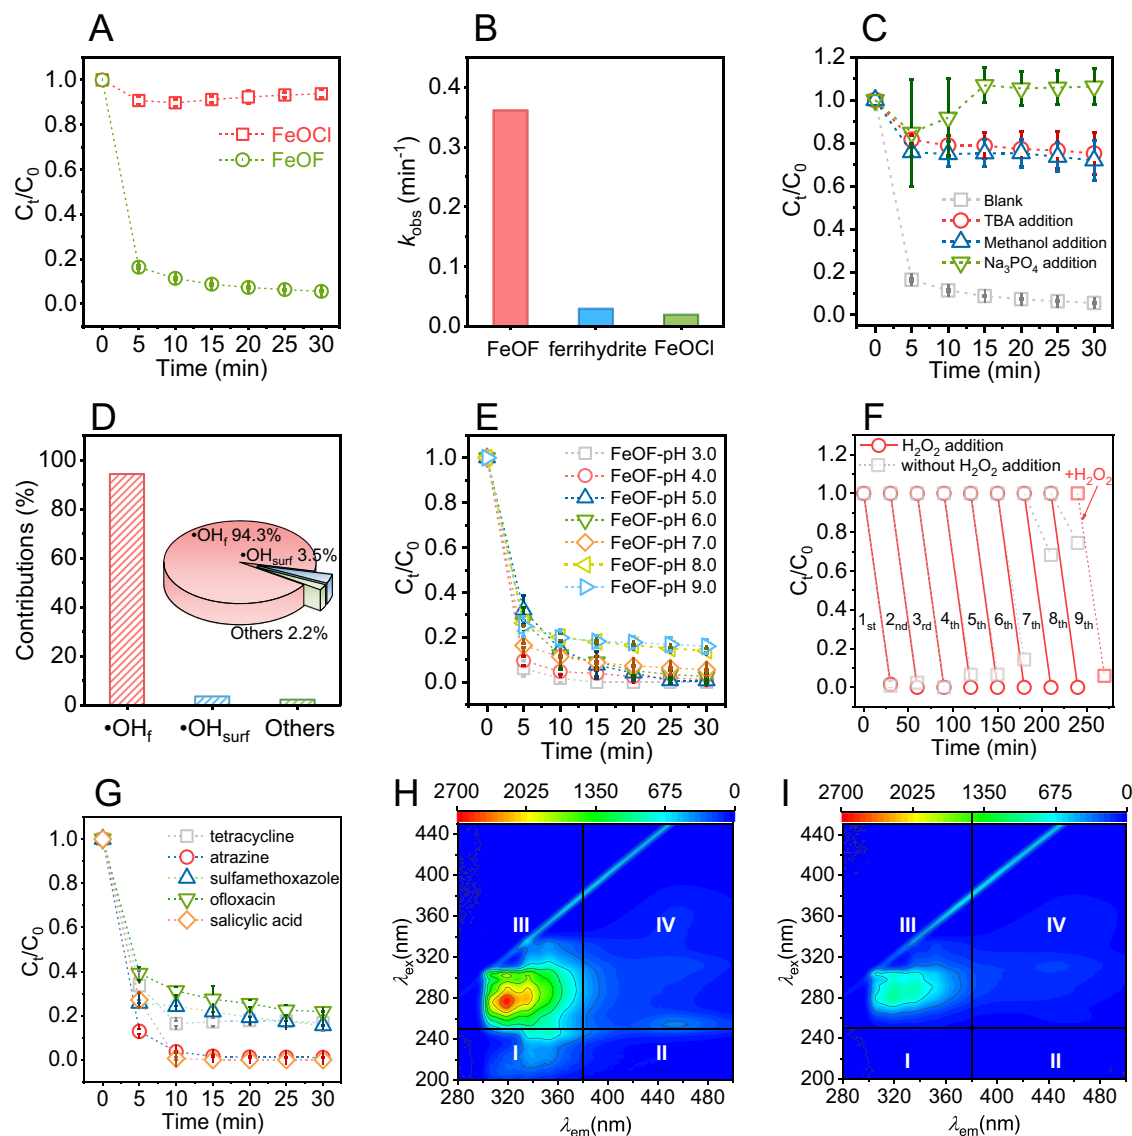 A
1.0
0.8
0.6
0.4
0.2
0.0
Cₜ/C₀
FeOCl
FeOF
0 5 10 15 20 25 30
Time (min)
B
0.4
0.3
0.2
0.1
0.0
k_obs (min⁻¹)
FeOF ferrihydrite FeOCl
C
1.2
1.0
0.8
0.6
0.4
0.2
0.0
Cₜ/C₀
Blank
TBA addition
Methanol addition
Na₃PO₄ addition
0 5 10 15 20 25 30
Time (min)
D
100
80
60
40
20
0
Contributions (%)
•OH_f 94.3%
•OH_surf 3.5%
Others 2.2%
•OH_f •OH_surf Others
E
1.0
0.8
0.6
0.4
0.2
0.0
Cₜ/C₀
FeOF-pH 3.0
FeOF-pH 4.0
FeOF-pH 5.0
FeOF-pH 6.0
FeOF-pH 7.0
FeOF-pH 8.0
FeOF-pH 9.0
0 5 10 15 20 25 30
Time (min)
F
H₂O₂ addition
without H₂O₂ addition
+H₂O₂
1.0
0.8
0.6
0.4
0.2
0.0
Cₜ/C₀
1st 2nd 3rd 4th 5th 6th 7th 8th 9th
0 50 100 150 200 250
Time (min)
G
1.0
0.8
0.6
0.4
0.2
0.0
Cₜ/C₀
tetracycline
atrazine
sulfamethoxazole
ofloxacin
salicylic acid
0 5 10 15 20 25 30
Time (min)
H
2700 2025 1350 675 0
440
400
360
320
280
240
200
λex(nm)
III IV
I II
280 320 360 400 440 480
λem(nm)
I
2700 2025 1350 675 0
440
400
360
320
280
240
200
λex(nm)
III IV
I II
280 320 360 400 440 480
λem(nm)